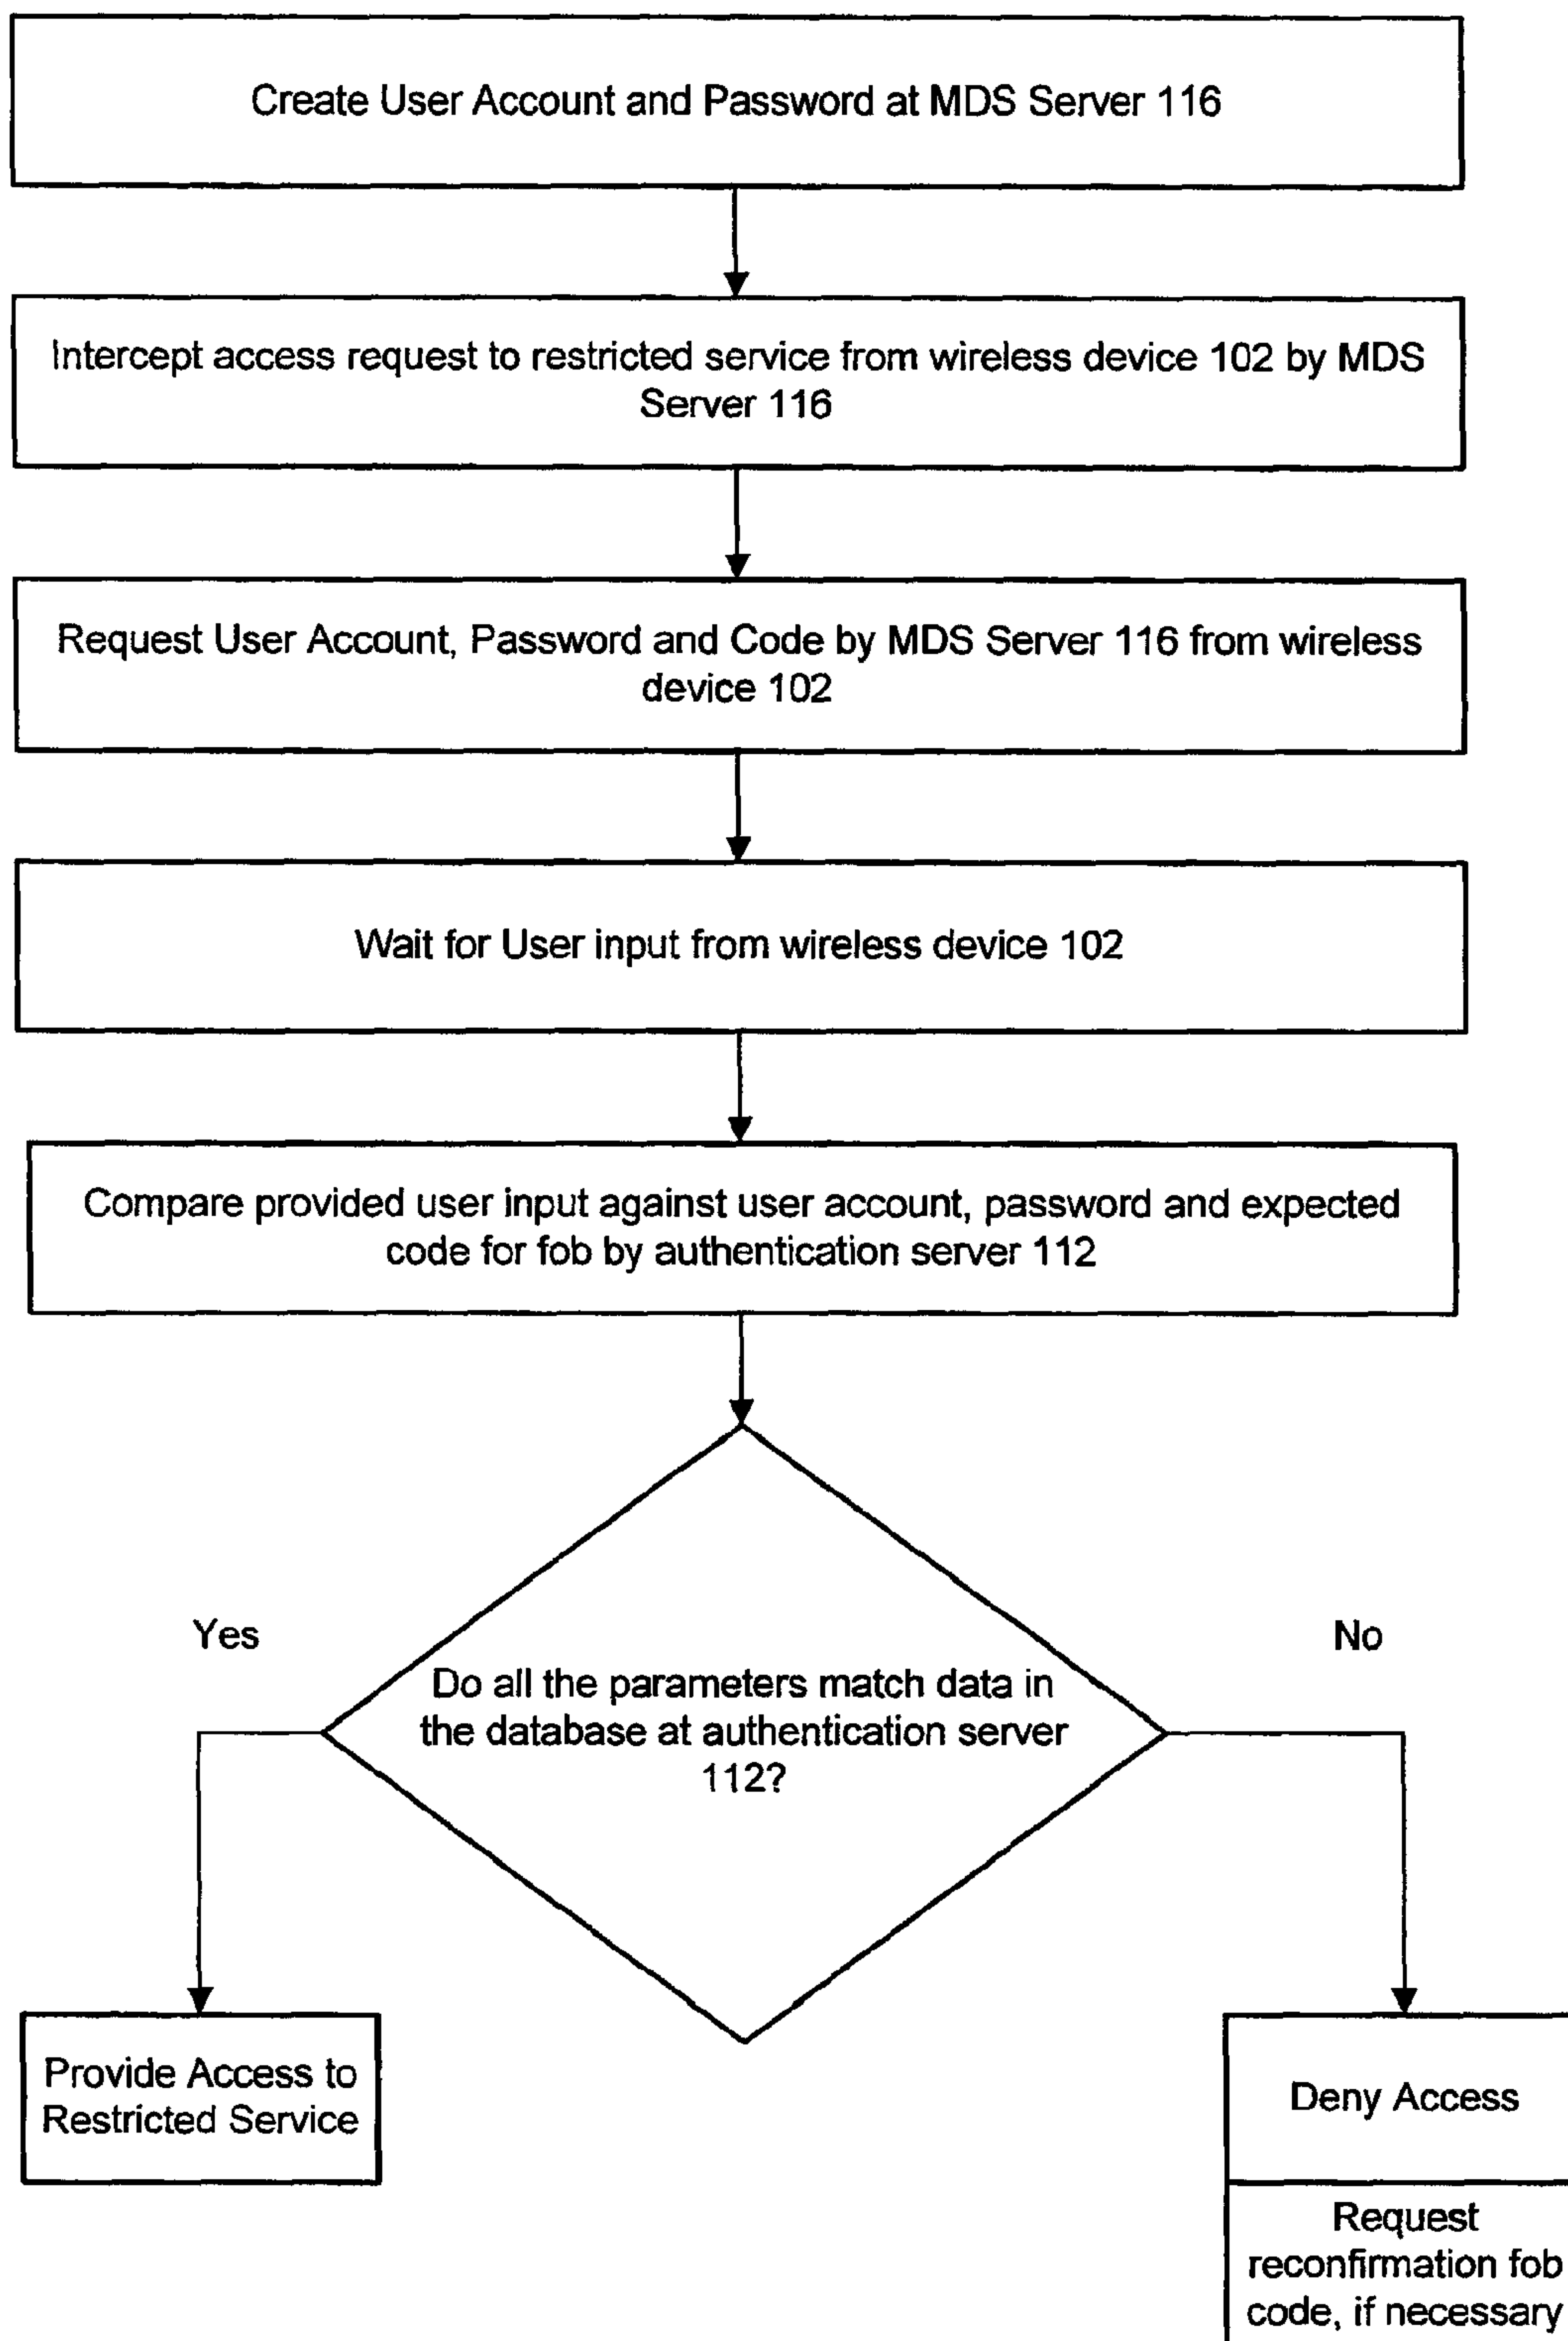 Create User Account and Password at MDS Server 116
Intercept access request to restricted service from wireless device 102 by MDS
Server 116
Request User Account, Password and Code by MDS Server 116 from wireless
device 102
Wait for User input from wireless device 102
Compare provided user input against user account, password and expected
code for fob by authentication server 112
Yes
No
Do all the parameters match data in
the database at authentication server
112?
Provide Access to
Restricted Service
Deny Access
Request
reconfirmation fob
code, if necessary